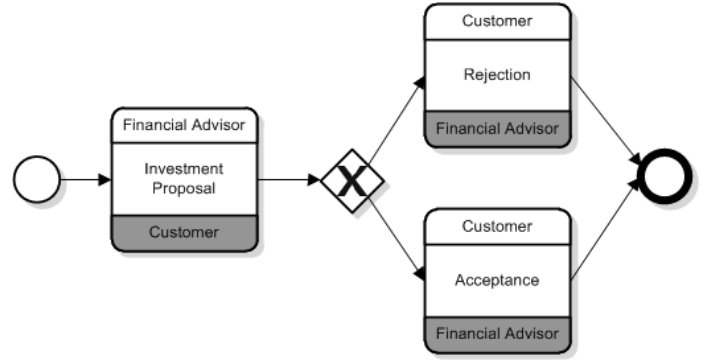 Financial Advisor
Investment
Proposal
Customer
X
Customer
Rejection
Financial Advisor
Customer
Acceptance
Financial Advisor